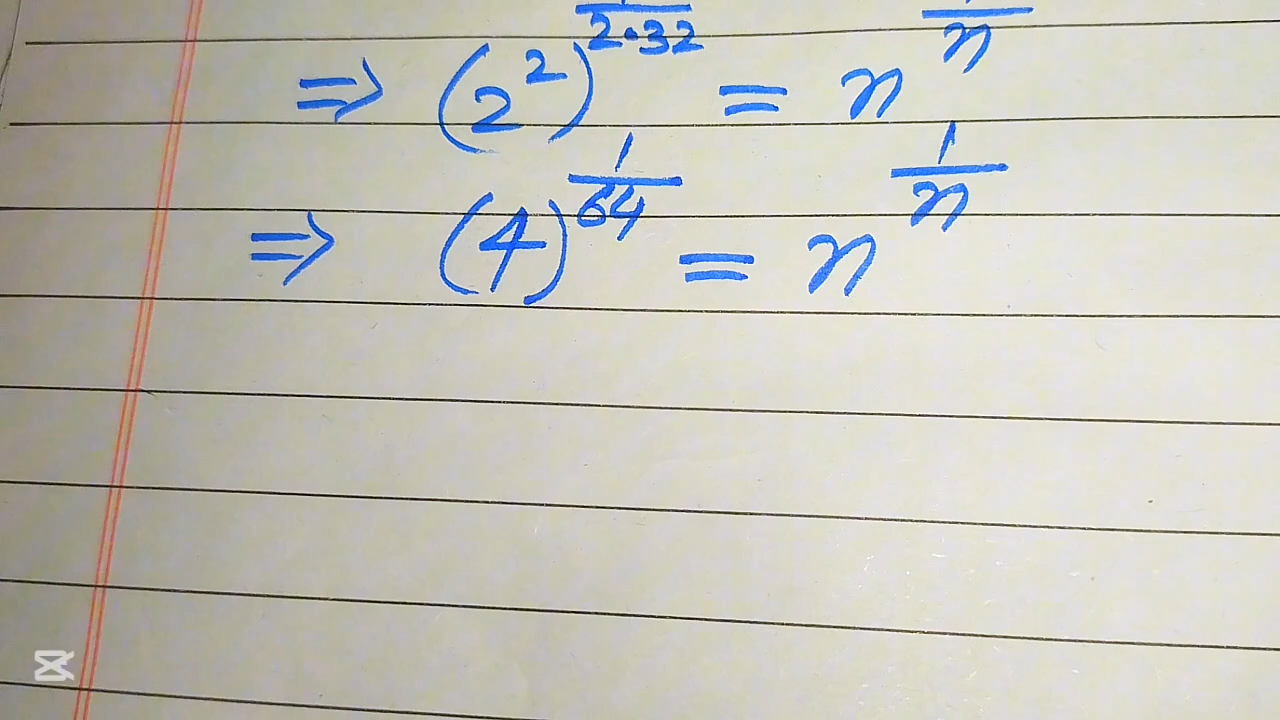 ⇒ (2²)^(1/(2·32)) = n^(1/n)
⇒ (4)^(1/64) = n^(1/n)